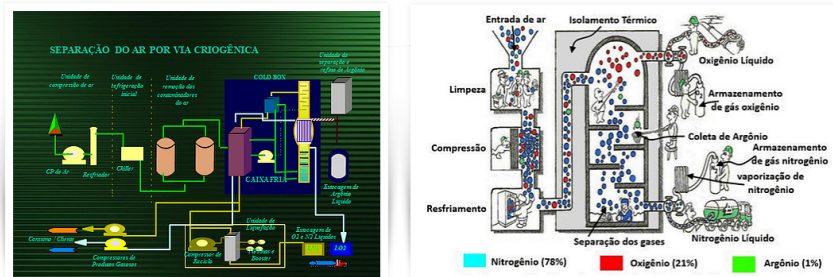 SEPARAÇÃO DO AR POR VIA CRIOGÊNICA
Unidade de
compressão de ar
Unidade de
refrigeração
inicial
Unidade de
remoção dos
contaminadores
do ar
COLD BOX
Unidade de
separação e
refino de Argônio
CP de Ar
Resfriador
Chiller
CAIXA FRIA
Estocagem de
Argônio
Líquido
Consumo / Cliente
Compressores de
Produtos Gasosos
Unidade de
Liquefação
Compressor de
Reciclo
Turbinas e
Booster
Estocagem de
O2 e N2 Líquidos
LO2
Entrada de ar
Isolamento Térmico
Oxigênio Líquido
Limpeza
Armazenamento
de gás oxigênio
Compressão
Coleta de Argônio
Armazenamento
de gás nitrogênio
vaporização de
nitrogênio
Resfriamento
Separação dos gases
Nitrogênio Líquido
Nitrogênio (78%)
Oxigênio (21%)
Argônio (1%)